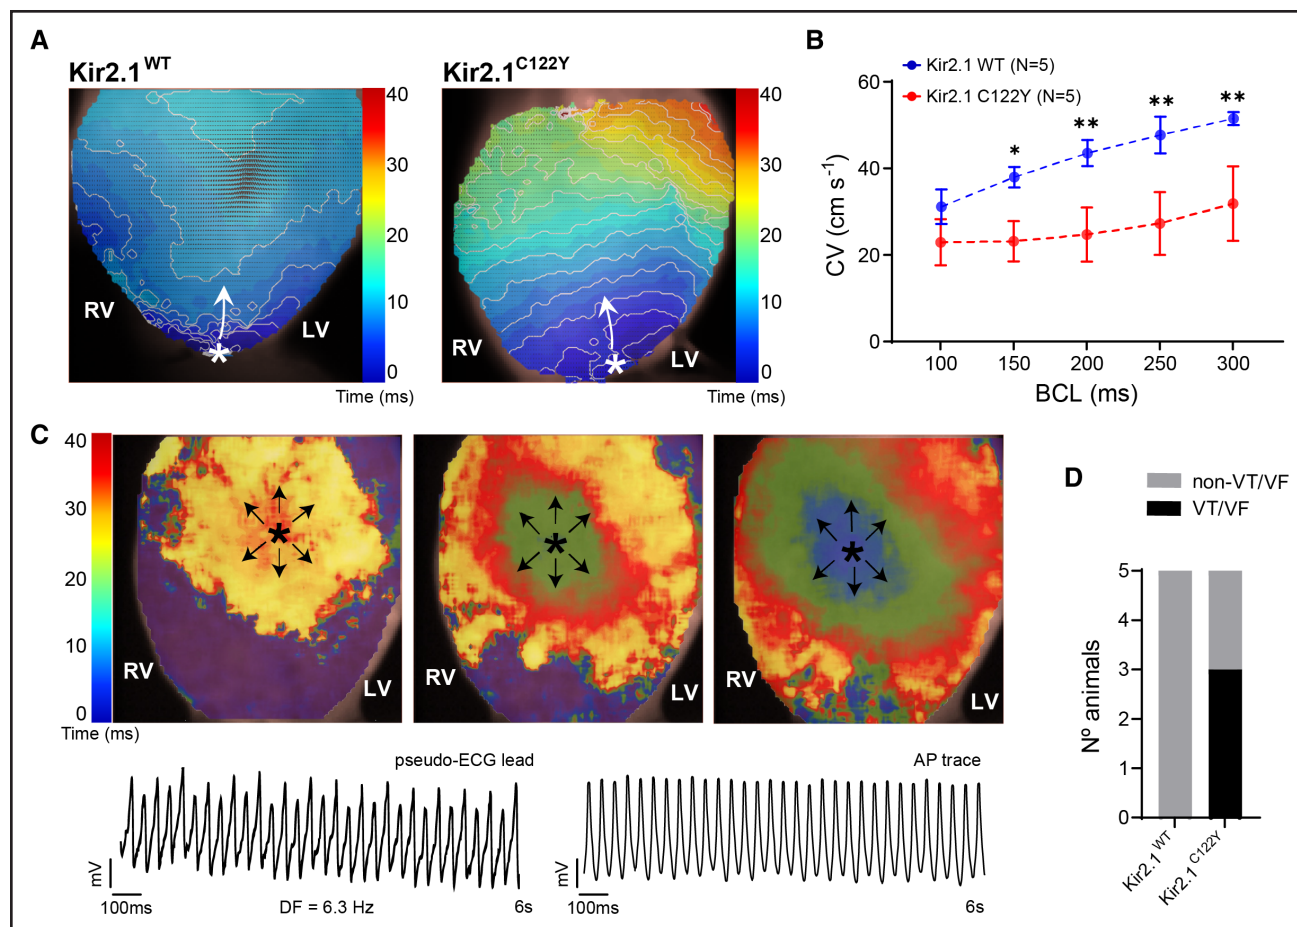 A
Kir2.1 WT
40
30
20
10
0
RV
LV
*
Time (ms)
Kir2.1 C122Y
40
30
20
10
0
RV
LV
*
Time (ms)
B
Kir2.1 WT (N=5)
Kir2.1 C122Y (N=5)
60
40
20
0
CV (cm s-1)
*
**
**
**
100 150 200 250 300
BCL (ms)
C
40
30
20
10
0
Time (ms)
*
RV
LV
*
RV
LV
*
RV
LV
pseudo-ECG lead
mV
100ms
DF = 6.3 Hz
6s
AP trace
mV
100ms
6s
D
non-VT/VF
VT/VF
5
4
3
2
1
0
Nº animals
Kir2.1 WT
Kir2.1 C122Y